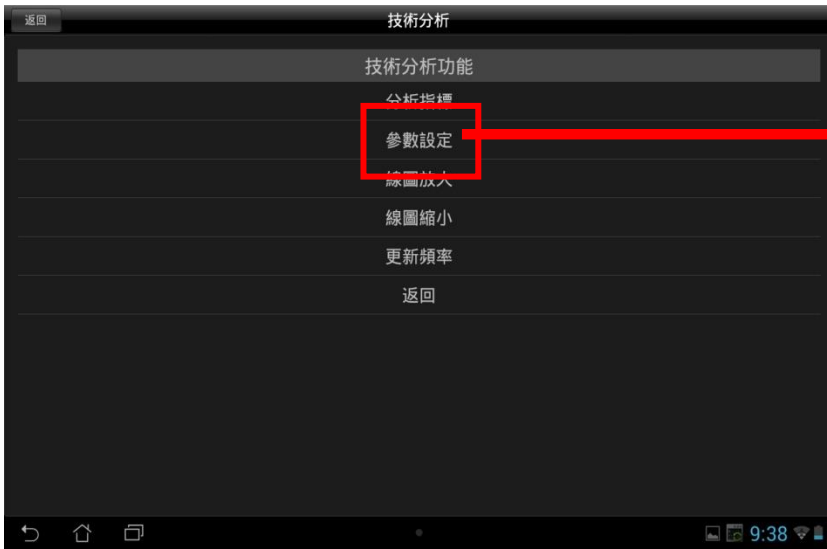 返回
技術分析
技術分析功能
分析指標
參數設定
線圖放大
線圖縮小
更新頻率
返回
9:38